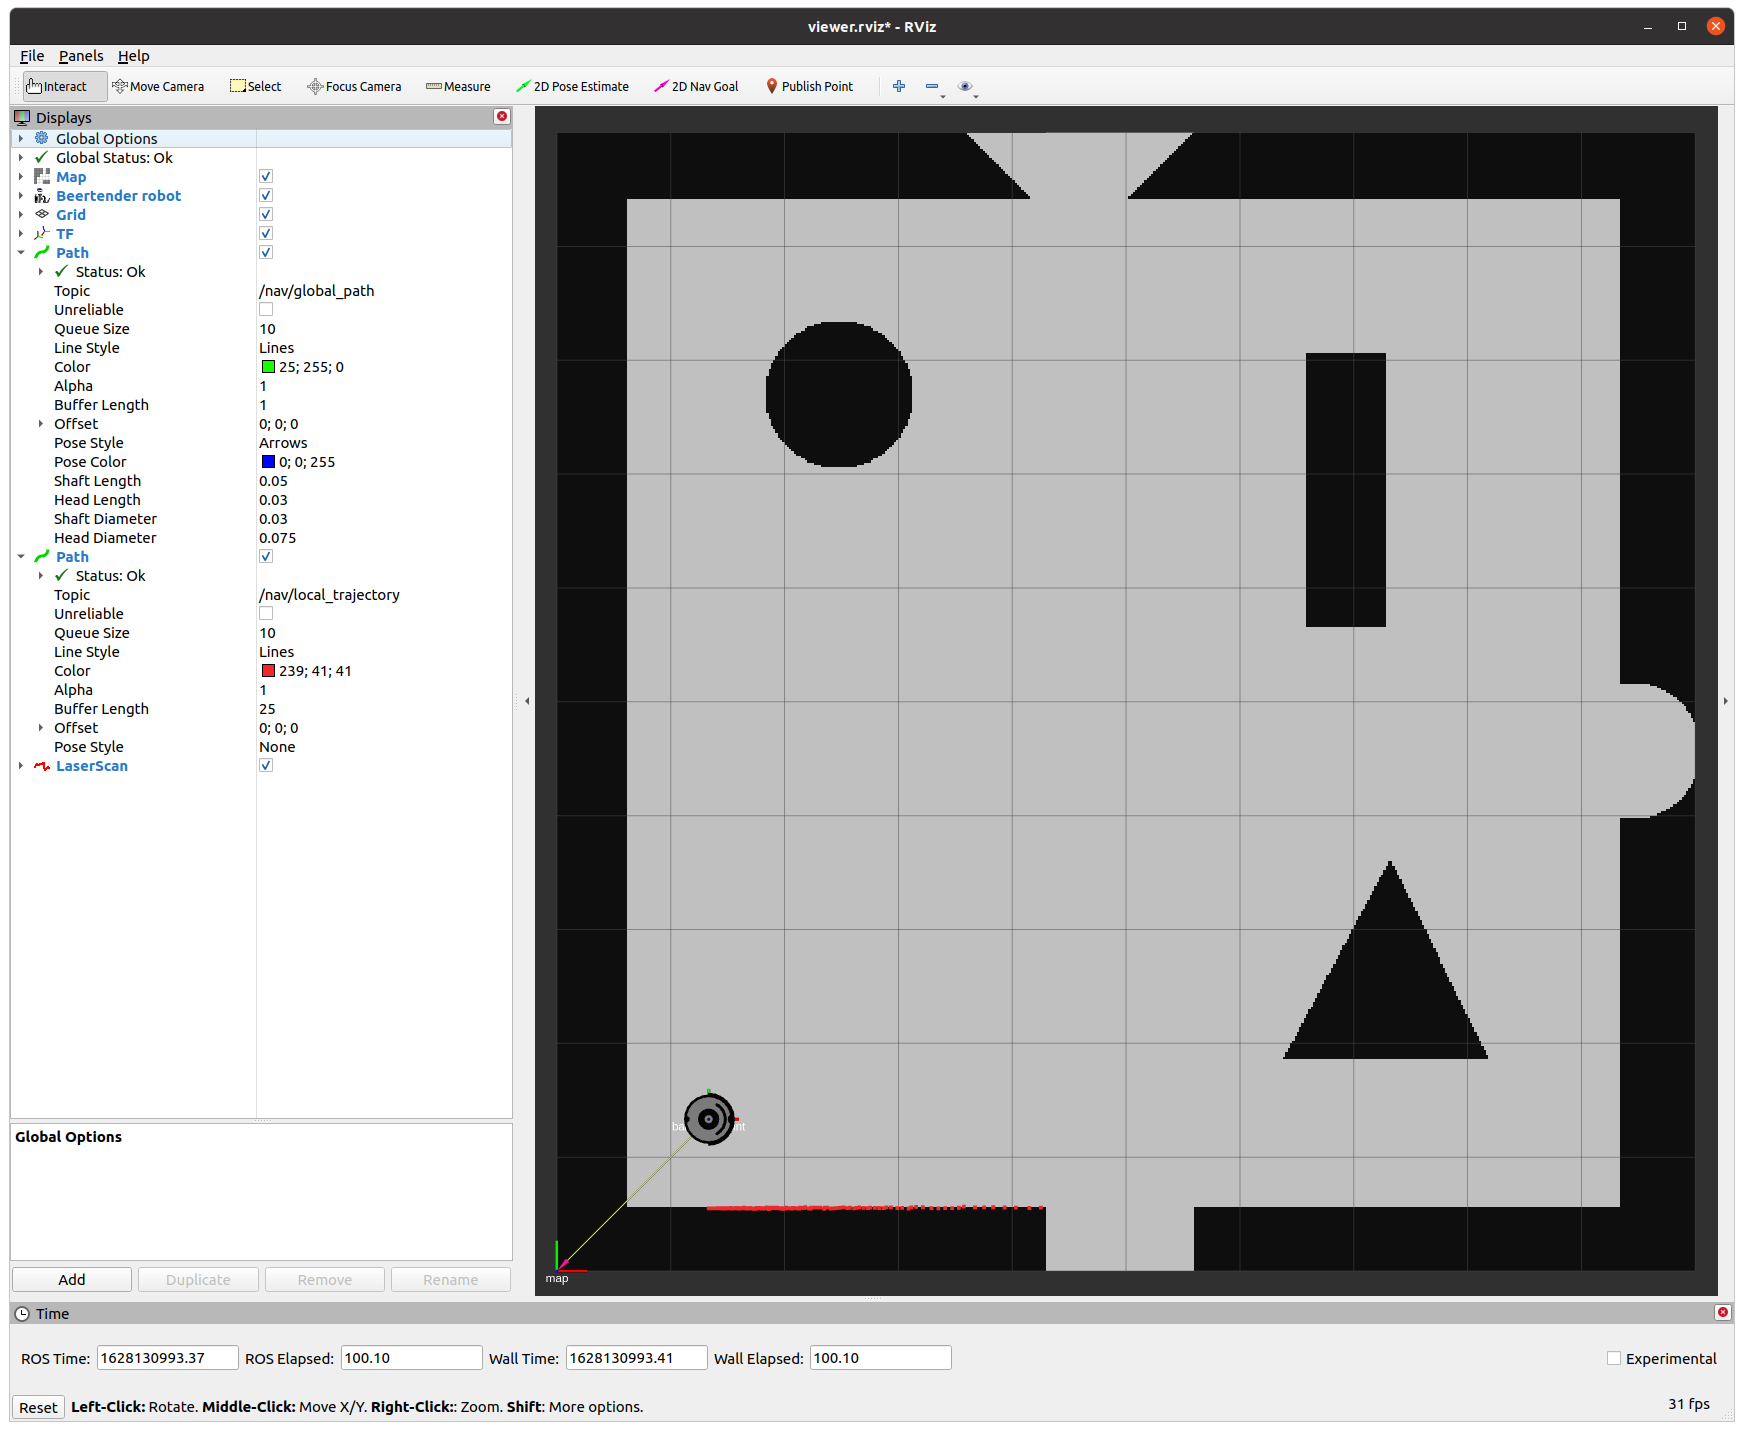 viewer.rviz* - RViz
File Panels Help
Interact Move Camera Select Focus Camera Measure 2D Pose Estimate 2D Nav Goal Publish Point
Displays
Global Options
Global Status: Ok
Map
Beertender robot
Grid
TF
Path
Status: Ok
Topic /nav/global_path
Unreliable
Queue Size 10
Line Style Lines
Color 25; 255; 0
Alpha 1
Buffer Length 1
Offset 0; 0; 0
Pose Style Arrows
Pose Color 0; 0; 255
Shaft Length 0.05
Head Length 0.03
Shaft Diameter 0.03
Head Diameter 0.075
Path
Status: Ok
Topic /nav/local_trajectory
Unreliable
Queue Size 10
Line Style Lines
Color 239; 41; 41
Alpha 1
Buffer Length 25
Offset 0; 0; 0
Pose Style None
LaserScan
Global Options
Add Duplicate Remove Rename
map
Time
ROS Time: 1628130993.37 ROS Elapsed: 100.10 Wall Time: 1628130993.41 Wall Elapsed: 100.10 Experimental
Reset Left-Click: Rotate. Middle-Click: Move X/Y. Right-Click:: Zoom. Shift: More options. 31 fps